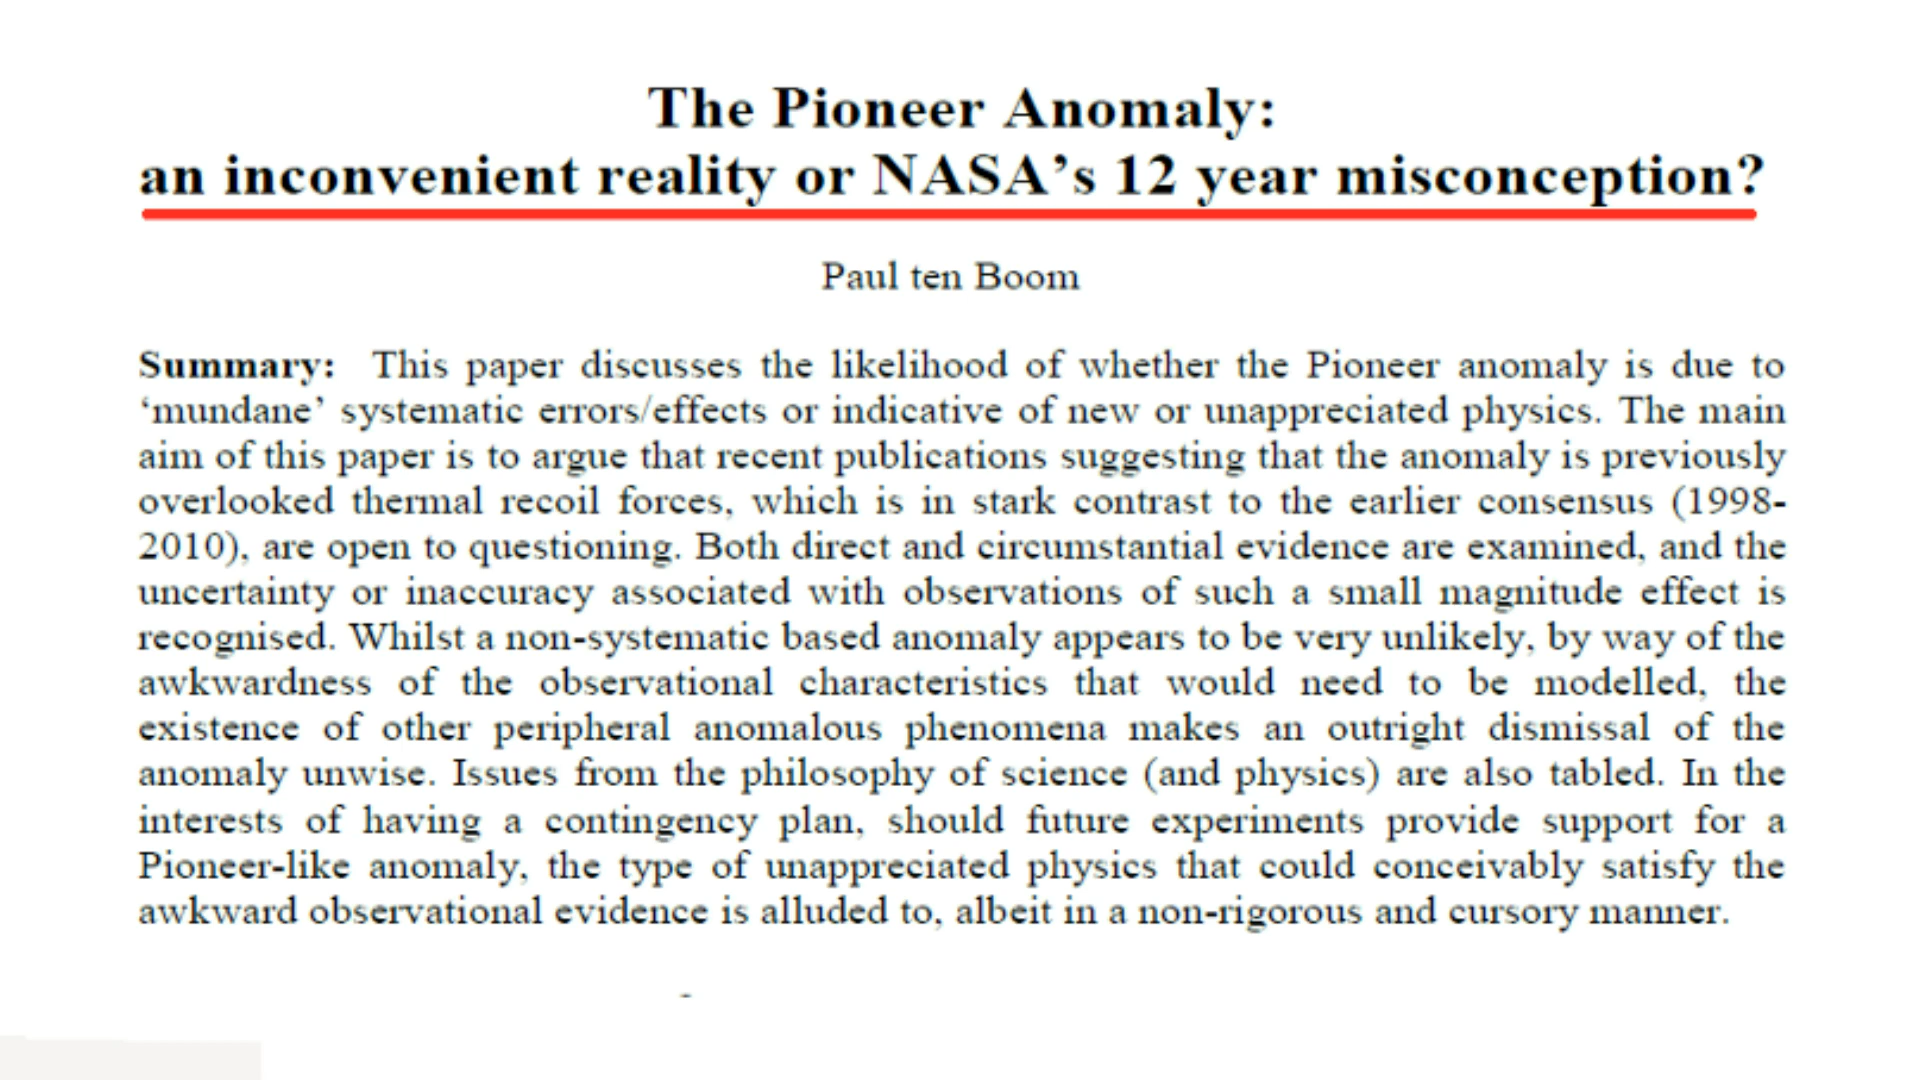 The Pioneer Anomaly:
an inconvenient reality or NASA's 12 year misconception?
Paul ten Boom
Summary: This paper discusses the likelihood of whether the Pioneer anomaly is due to
‘mundane’ systematic errors/effects or indicative of new or unappreciated physics. The main
aim of this paper is to argue that recent publications suggesting that the anomaly is previously
overlooked thermal recoil forces, which is in stark contrast to the earlier consensus (1998-
2010), are open to questioning. Both direct and circumstantial evidence are examined, and the
uncertainty or inaccuracy associated with observations of such a small magnitude effect is
recognised. Whilst a non-systematic based anomaly appears to be very unlikely, by way of the
awkwardness of the observational characteristics that would need to be modelled, the
existence of other peripheral anomalous phenomena makes an outright dismissal of the
anomaly unwise. Issues from the philosophy of science (and physics) are also tabled. In the
interests of having a contingency plan, should future experiments provide support for a
Pioneer-like anomaly, the type of unappreciated physics that could conceivably satisfy the
awkward observational evidence is alluded to, albeit in a non-rigorous and cursory manner.